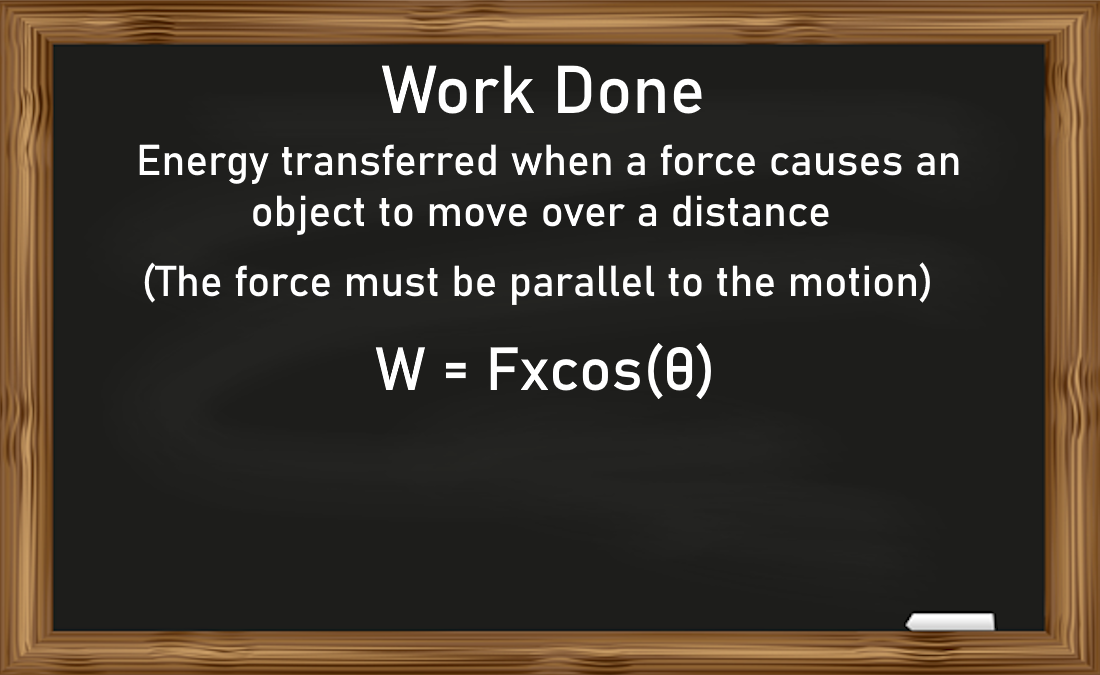 Work Done
Energy transferred when a force causes an
object to move over a distance
(The force must be parallel to the motion)
W = Fxcos(θ)